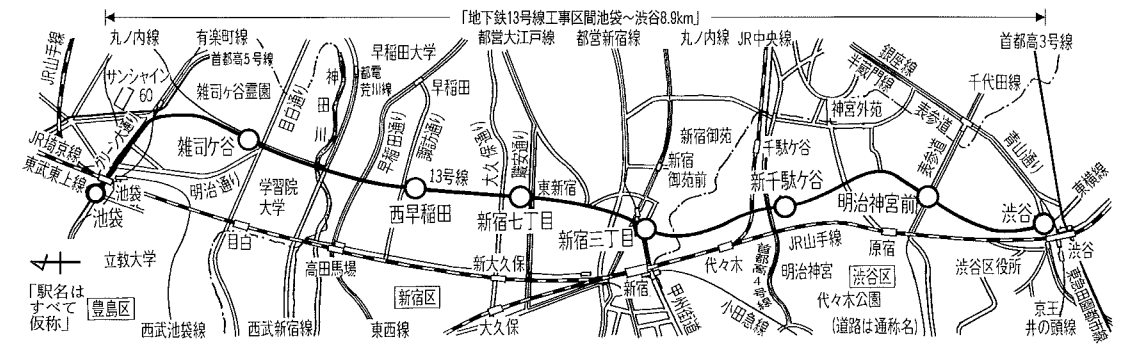 「地下鉄13号線工事区間池袋〜渋谷8.9km」
JR山手線
丸ノ内線
有楽町線
首都高5号線
サンシャイン
60
雑司ケ谷霊園
目白通り
神田川
都電
荒川線
早稲田大学
早稲田
都営大江戸線
都営新宿線
丸ノ内線
JR中央線
銀座線
半蔵門線
首都高3号線
千代田線
表参道
青山通り
神宮外苑
千駄ケ谷
新宿御苑
新宿
御苑前
大久保通り
職安通り
早稲田通り
諏訪通り
グリーン大通り
JR埼京線
東武東上線
池袋
池袋
明治通り
雑司ケ谷
学習院
大学
13号線
西早稲田
新宿七丁目
東新宿
新宿三丁目
新千駄ケ谷
表参道
明治神宮前
渋谷
東横線
渋谷
目白
高田馬場
新大久保
新宿
代々木
JR山手線
原宿
首都高4号線
明治神宮
渋谷区
渋谷区役所
代々木公園
(道路は通称名)
立教大学
「駅名は
すべて
仮称」
豊島区
西武池袋線
西武新宿線
東西線
新宿区
大久保
甲州街道
小田急線
京王
井の頭線
東急田園都市線